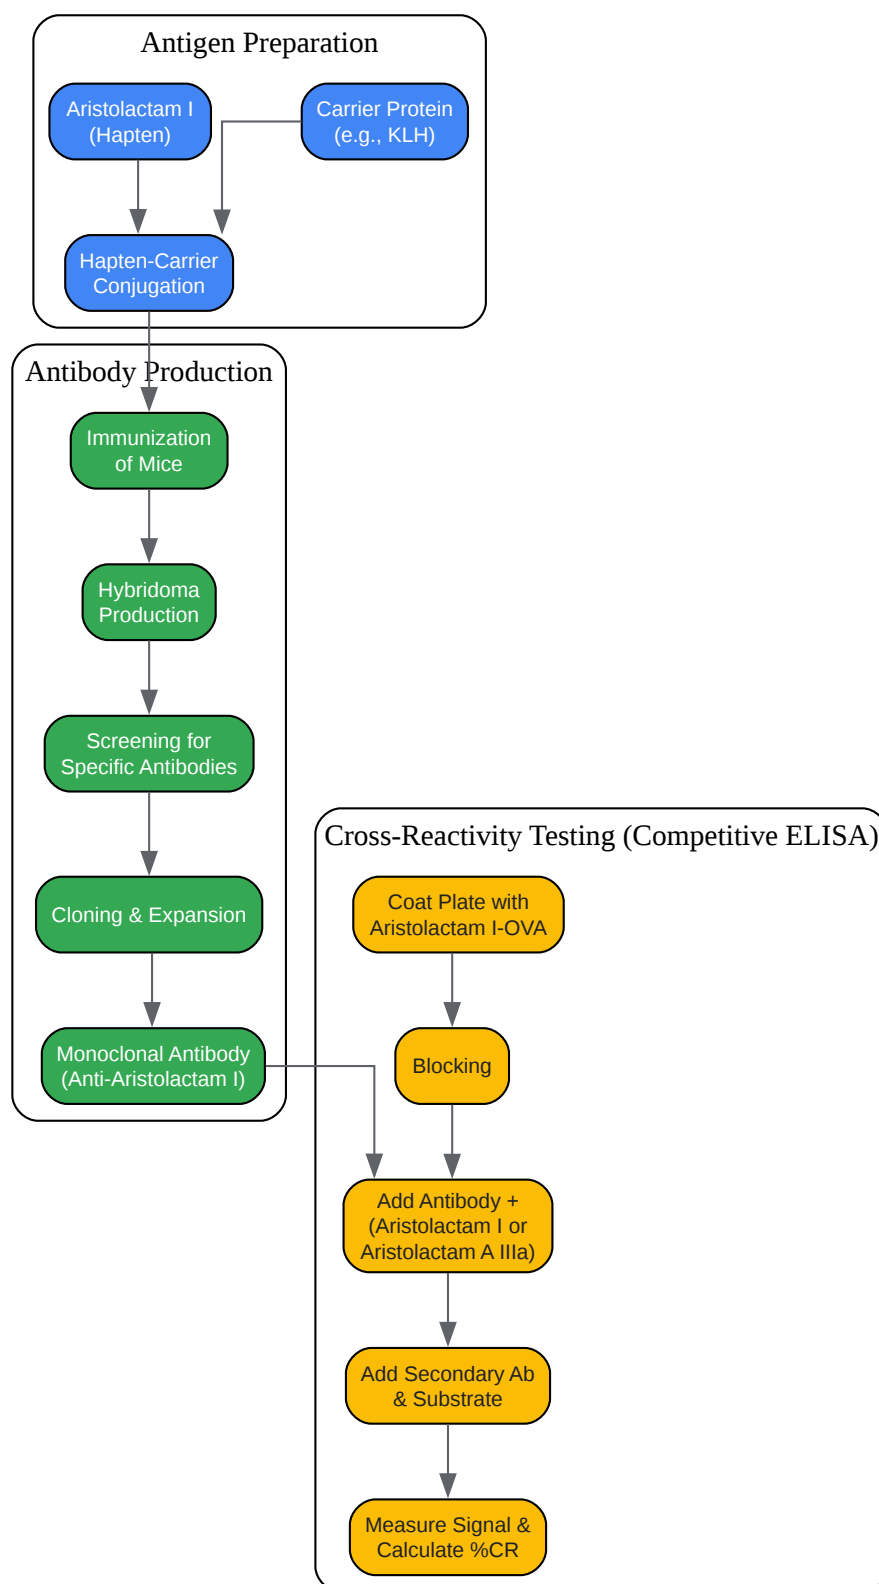 Antigen Preparation
Aristolactam I
(Hapten)
Carrier Protein
(e.g., KLH)
Hapten-Carrier
Conjugation
Antibody Production
Immunization
of Mice
Hybridoma
Production
Screening for
Specific Antibodies
Cloning & Expansion
Monoclonal Antibody
(Anti-Aristolactam I)
Cross-Reactivity Testing (Competitive ELISA)
Coat Plate with
Aristolactam I-OVA
Blocking
Add Antibody +
(Aristolactam I or
Aristolactam A IIIa)
Add Secondary Ab
& Substrate
Measure Signal &
Calculate %CR